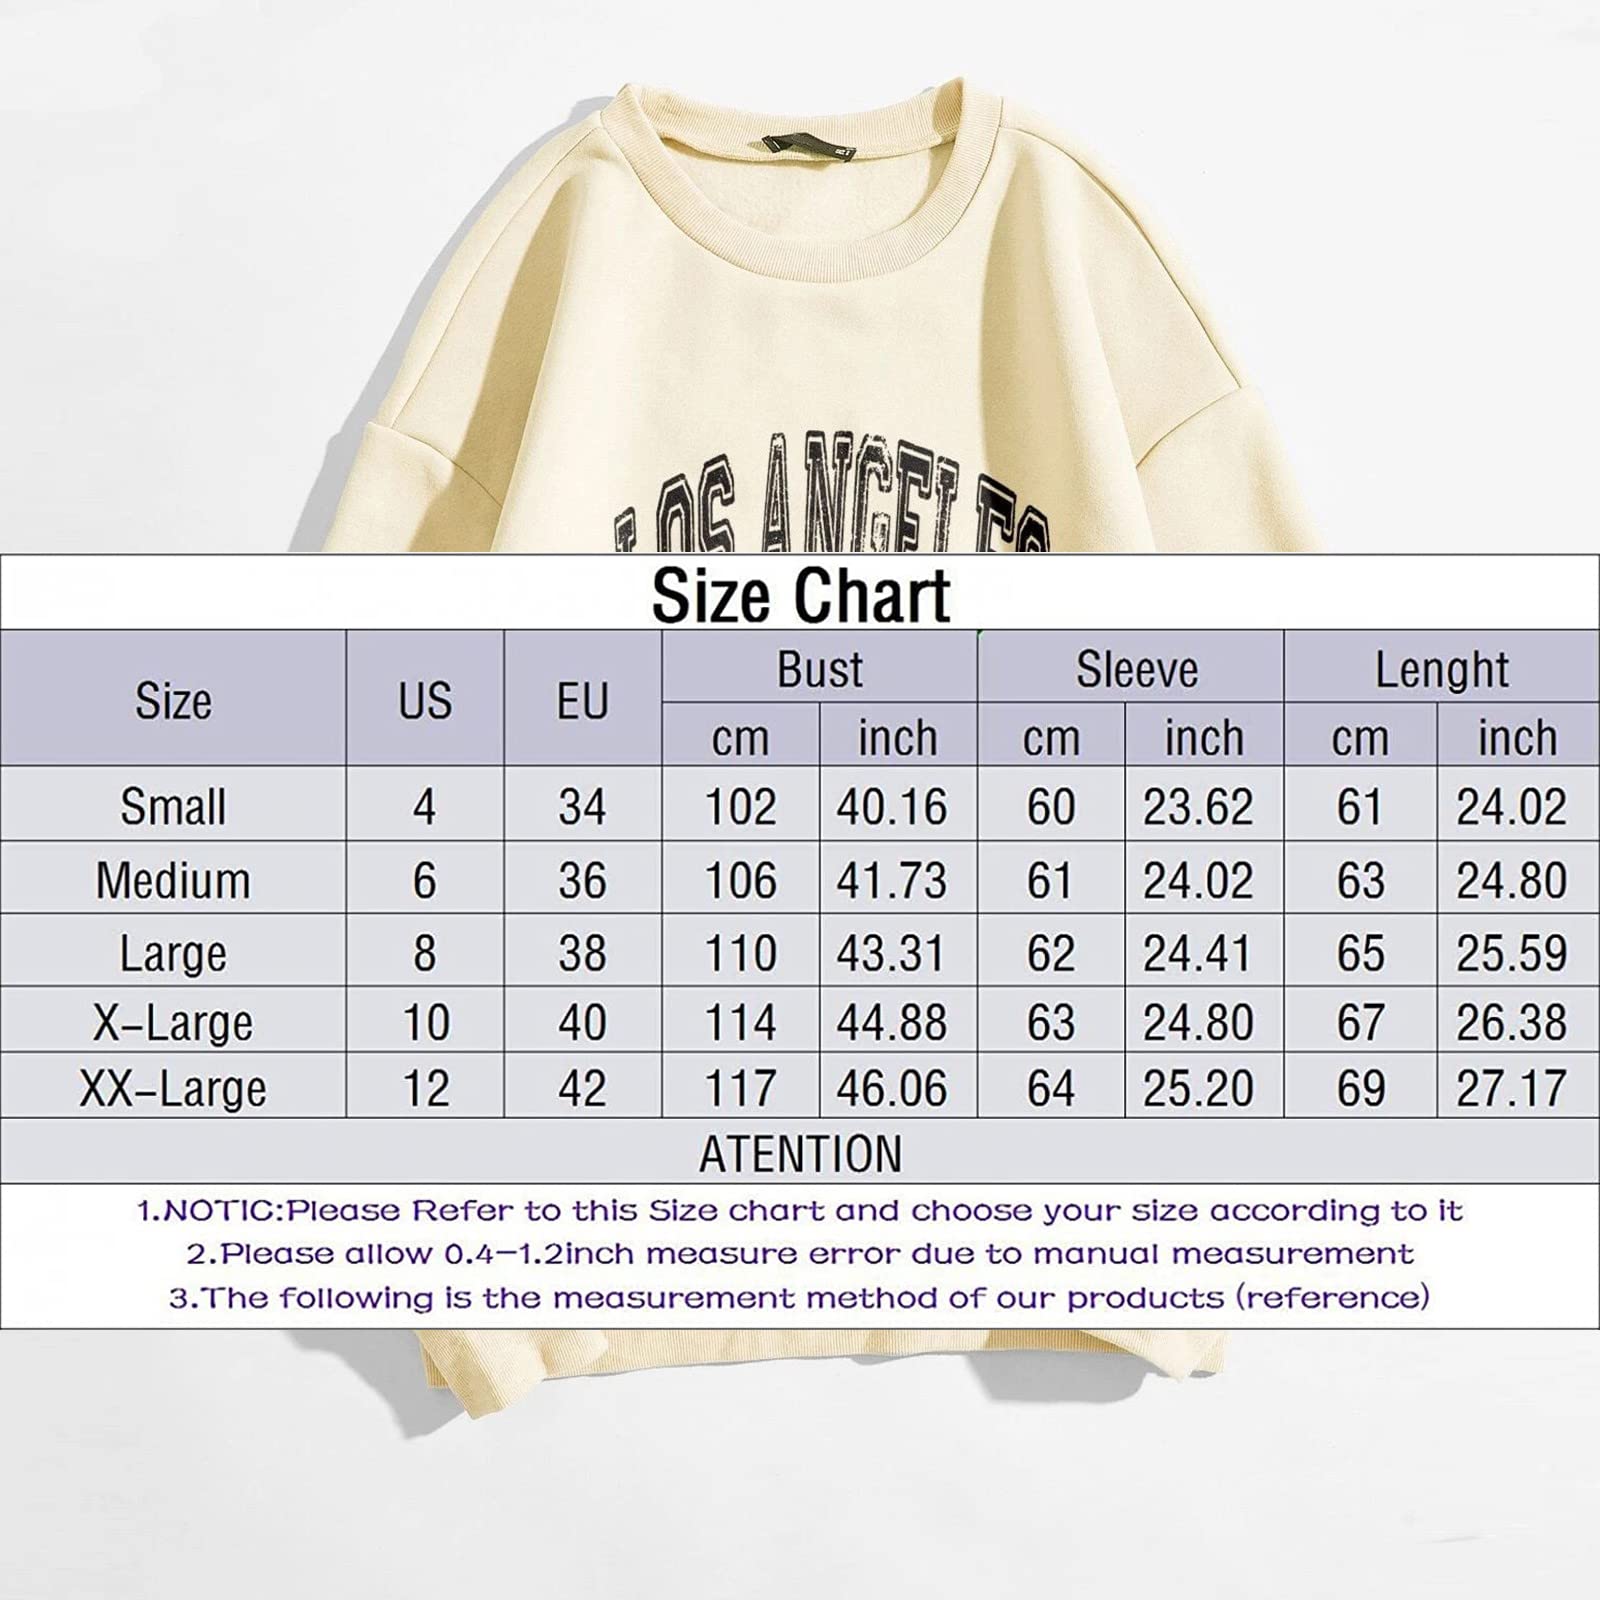 LOS ANGELES
Size Chart
Size US EU Bust Sleeve Lenght
cm inch cm inch cm inch
Small 4 34 102 40.16 60 23.62 61 24.02
Medium 6 36 106 41.73 61 24.02 63 24.80
Large 8 38 110 43.31 62 24.41 65 25.59
X-Large 10 40 114 44.88 63 24.80 67 26.38
XX-Large 12 42 117 46.06 64 25.20 69 27.17
ATENTION
1.NOTIC:Please Refer to this Size chart and choose your size according to it
2.Please allow 0.4-1.2inch measure error due to manual measurement
3.The following is the measurement method of our products (reference)